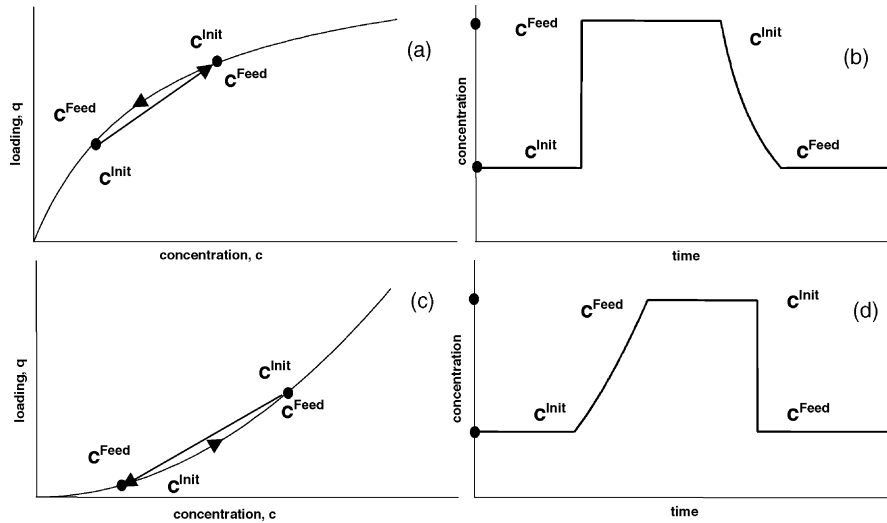 (a)
loading, q
C^Init
C^Feed
C^Feed
C^Init
concentration, c
(b)
concentration
C^Feed
C^Init
C^Init
C^Feed
time
(c)
loading, q
C^Init
C^Feed
C^Feed
C^Init
concentration, c
(d)
concentration
C^Feed
C^Init
C^Init
C^Feed
time